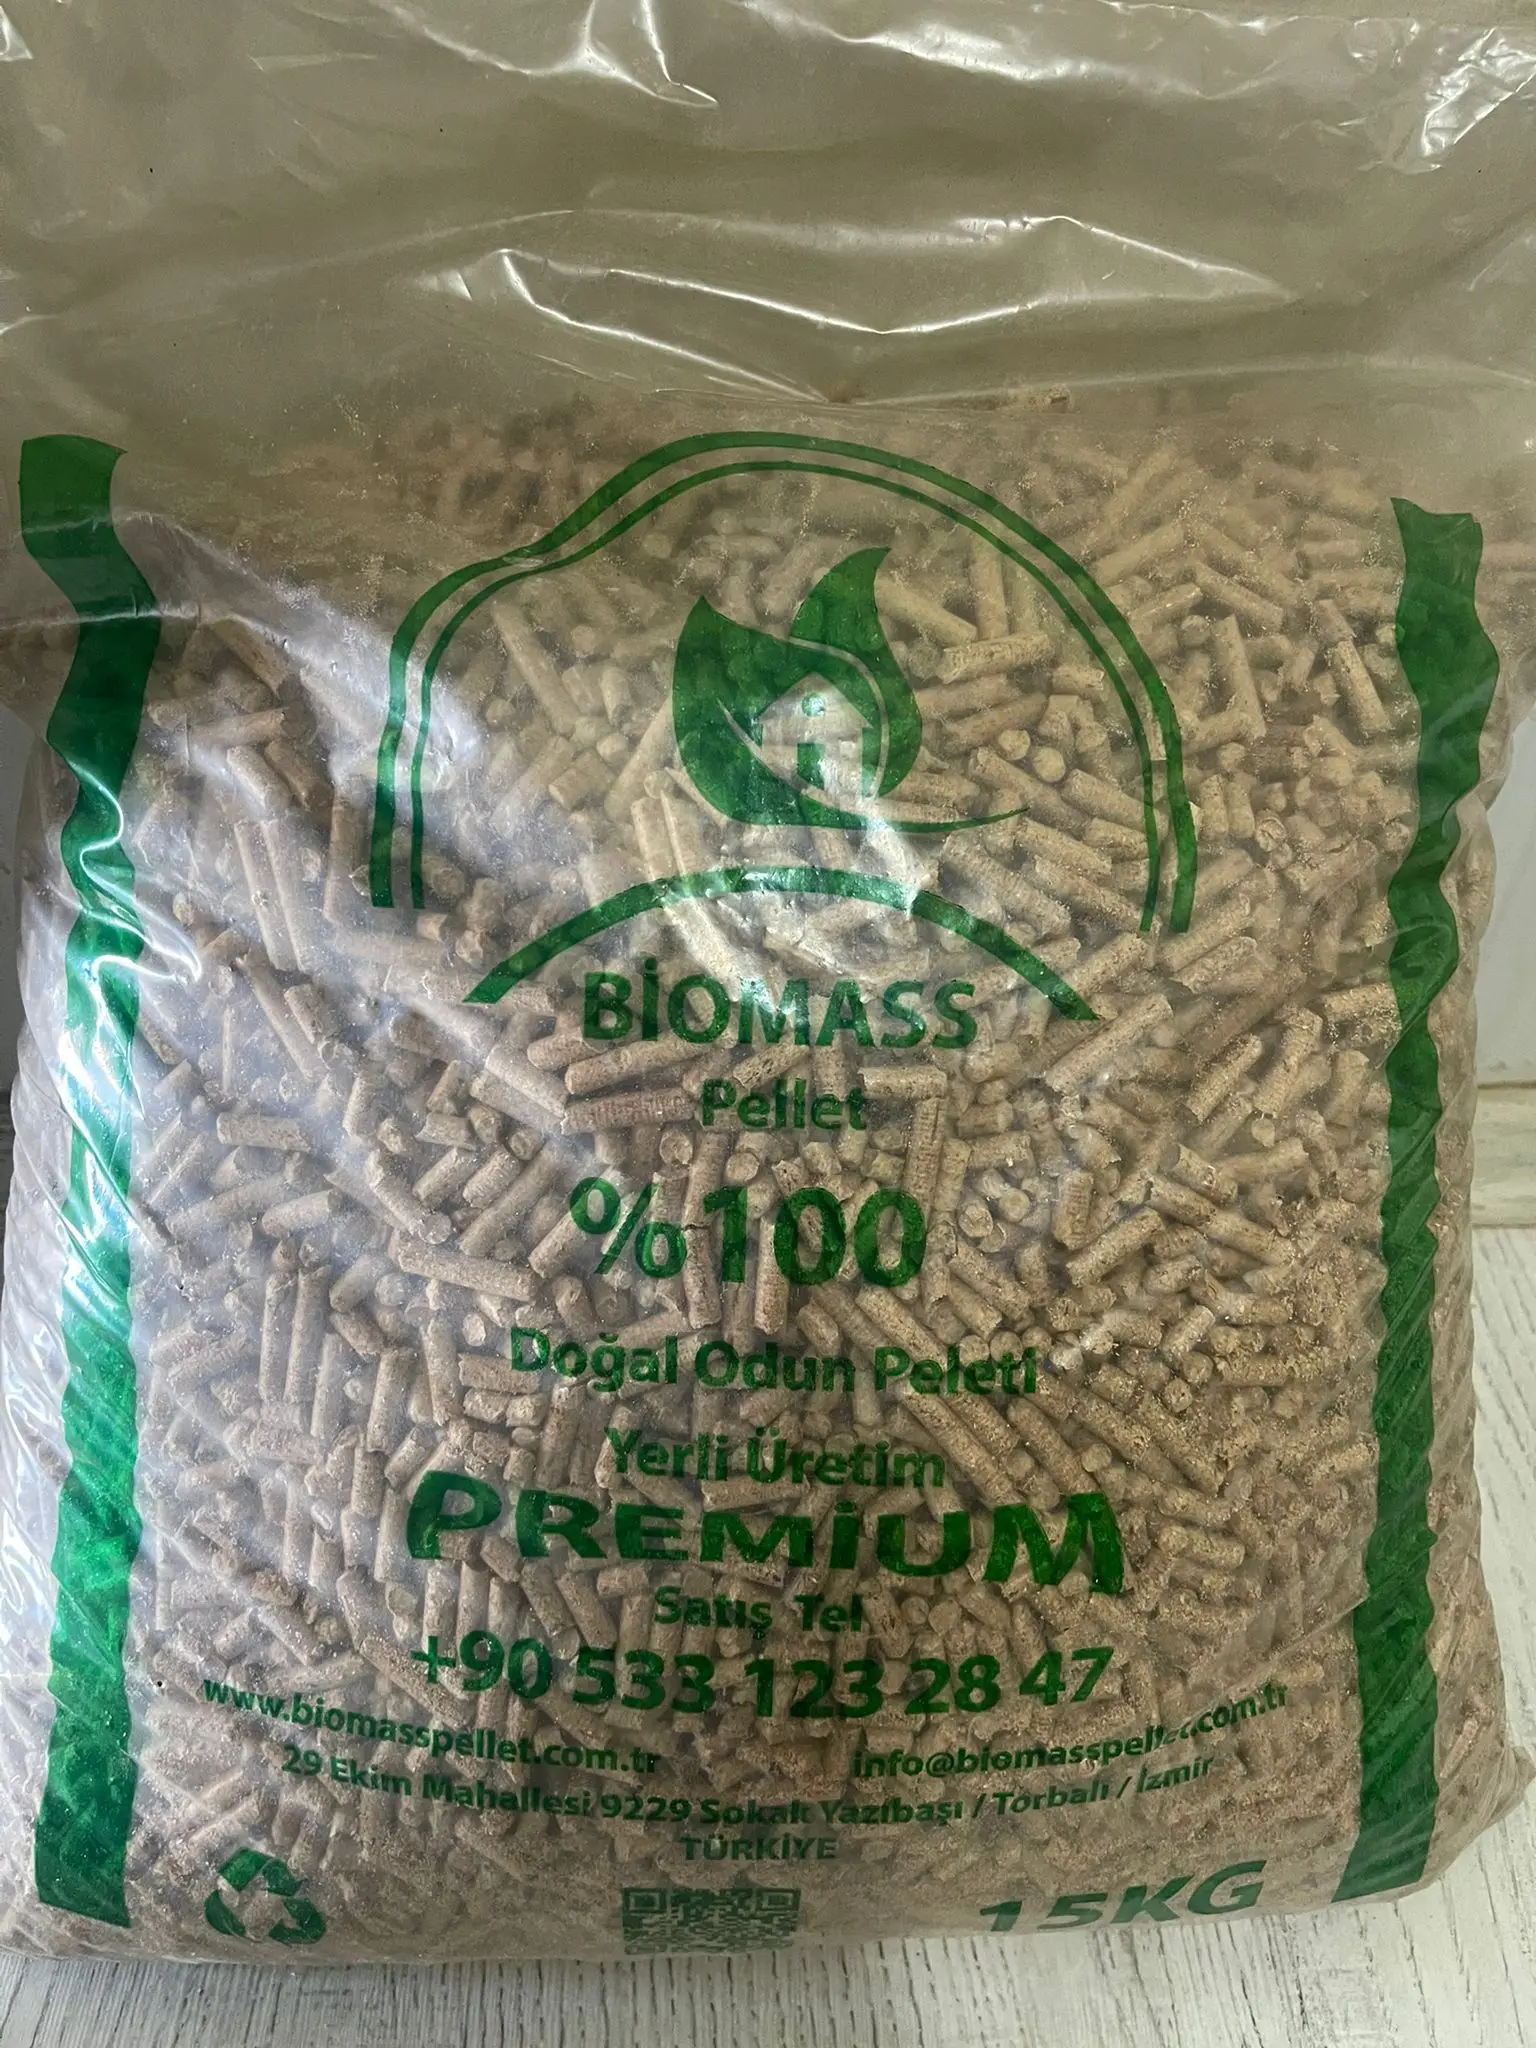 BİOMASS
Pellet
%100
Doğal Odun Peleti
Yerli Üretim
PREMİUM
Satış Tel
+90 533 123 28 47
www.biomasspellet.com.tr
info@biomasspellet.com.tr
29 Ekim Mahallesi 9229 Sokak Yazıbaşı / Torbalı / İzmir
TÜRKİYE
15KG